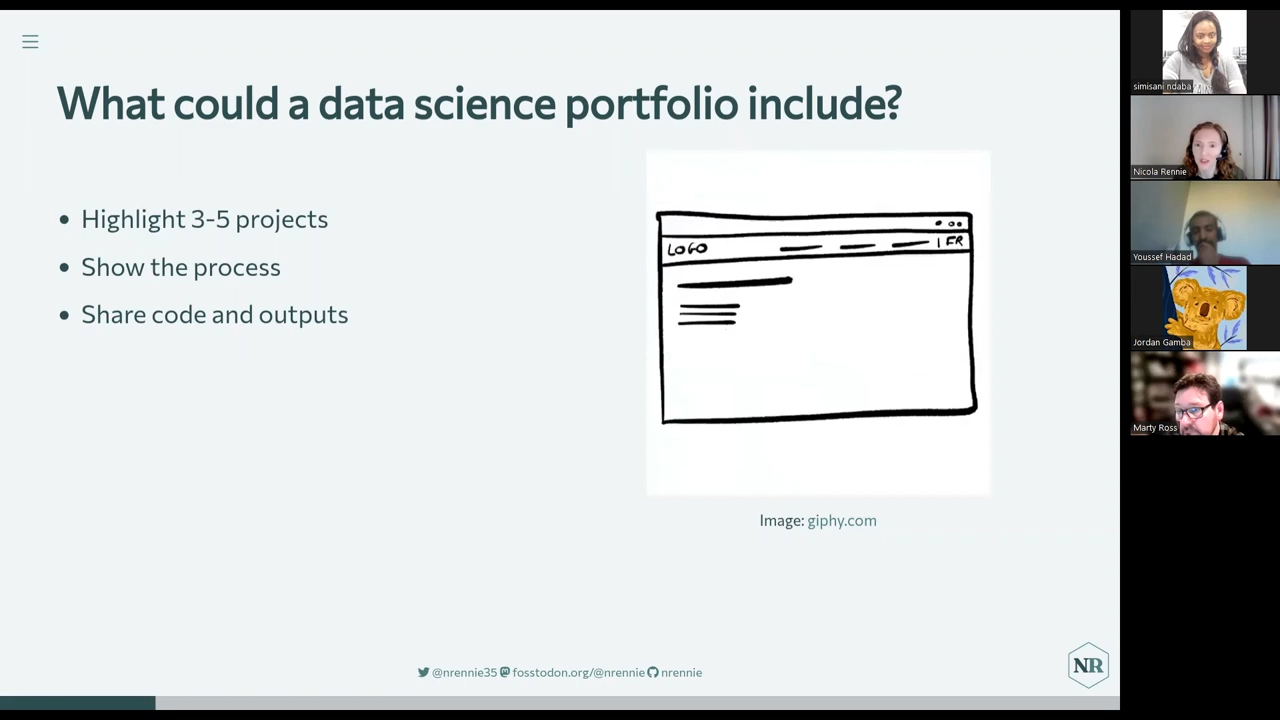 What could a data science portfolio include?
• Highlight 3-5 projects
• Show the process
• Share code and outputs
LOGO | FR
Image: giphy.com
@nrennie35 fosstodon.org/@nrennie nrennie
NR
simisani ndaba
Nicola Rennie
Youssef Hadad
Jordan Gamba
Marty Ross